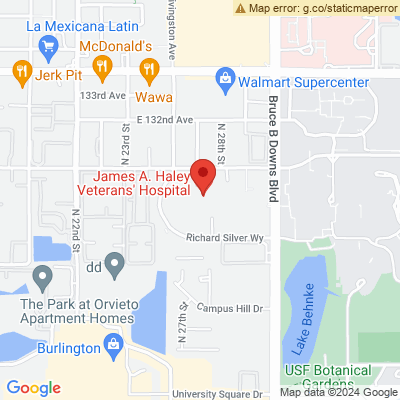 Map error: g.co/staticmaperror
La Mexicana Latin
Livingston Ave
McDonald's
Jerk Pit
Wawa
Walmart Supercenter
133rd Ave
E 132nd Ave
N 23rd St
N 28th St
Bruce B Downs Blvd
James A. Haley
Veterans' Hospital
N 22nd St
Richard Silver Wy
dd
The Park at Orvieto
Apartment Homes
N 27th St
Campus Hill Dr
Lake Behnke
Burlington
USF Botanical
Gardens
Google
University Square Dr
Map data ©2024 Google